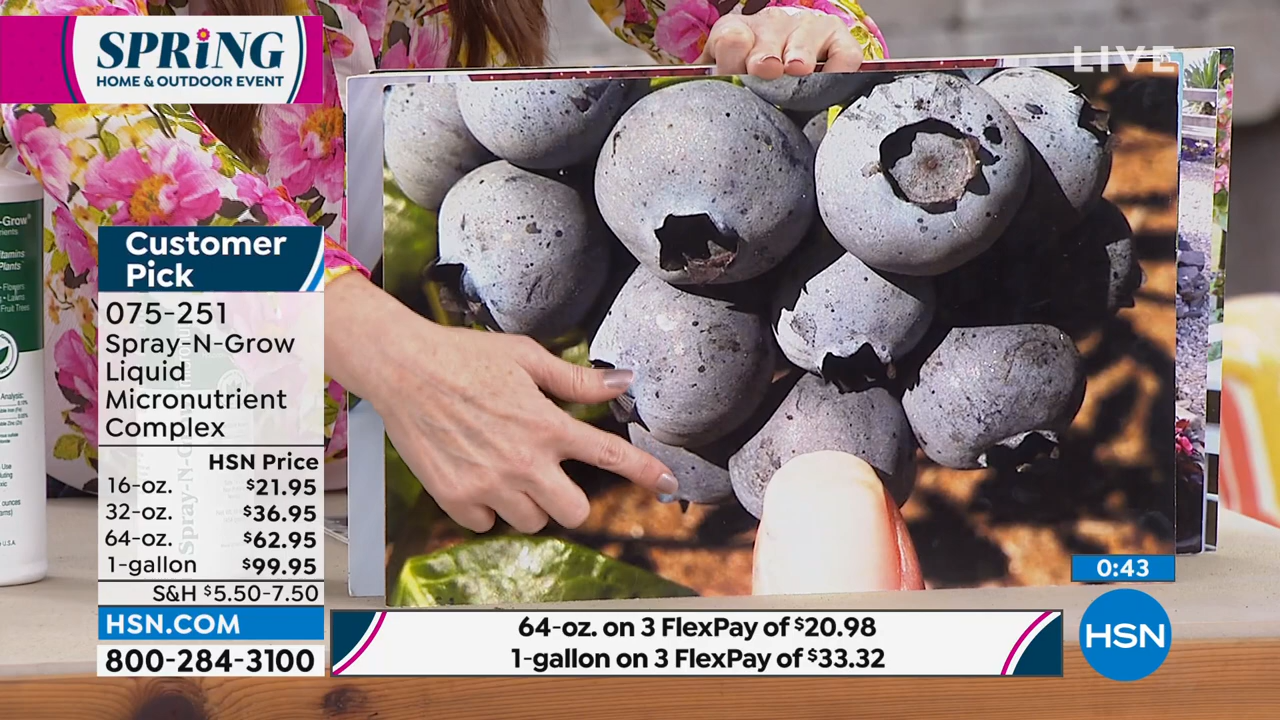 SPRiNG
HOME & OUTDOOR EVENT
LIVE
-Grow®
Customer
Pick
075-251
Spray-N-Grow
Liquid
Micronutrient
Complex
HSN Price
16-oz. $21.95
32-oz. $36.95
64-oz. $62.95
1-gallon $99.95
S&H $5.50-7.50
HSN.COM
800-284-3100
Analysis:
U.S.A.
0:43
64-oz. on 3 FlexPay of $20.98
1-gallon on 3 FlexPay of $33.32
HSN